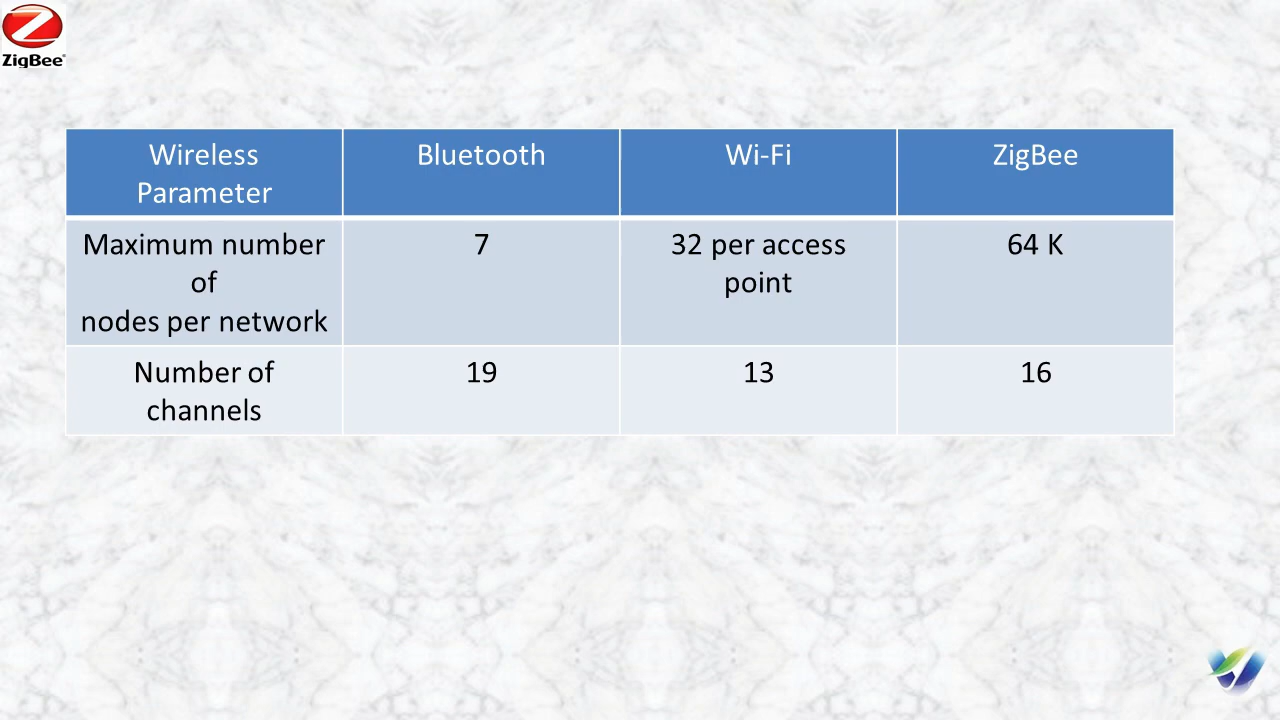 ZigBee
Wireless
Parameter
Bluetooth
Wi-Fi
ZigBee
Maximum number
of
nodes per network
7
32 per access
point
64 K
Number of
channels
19
13
16